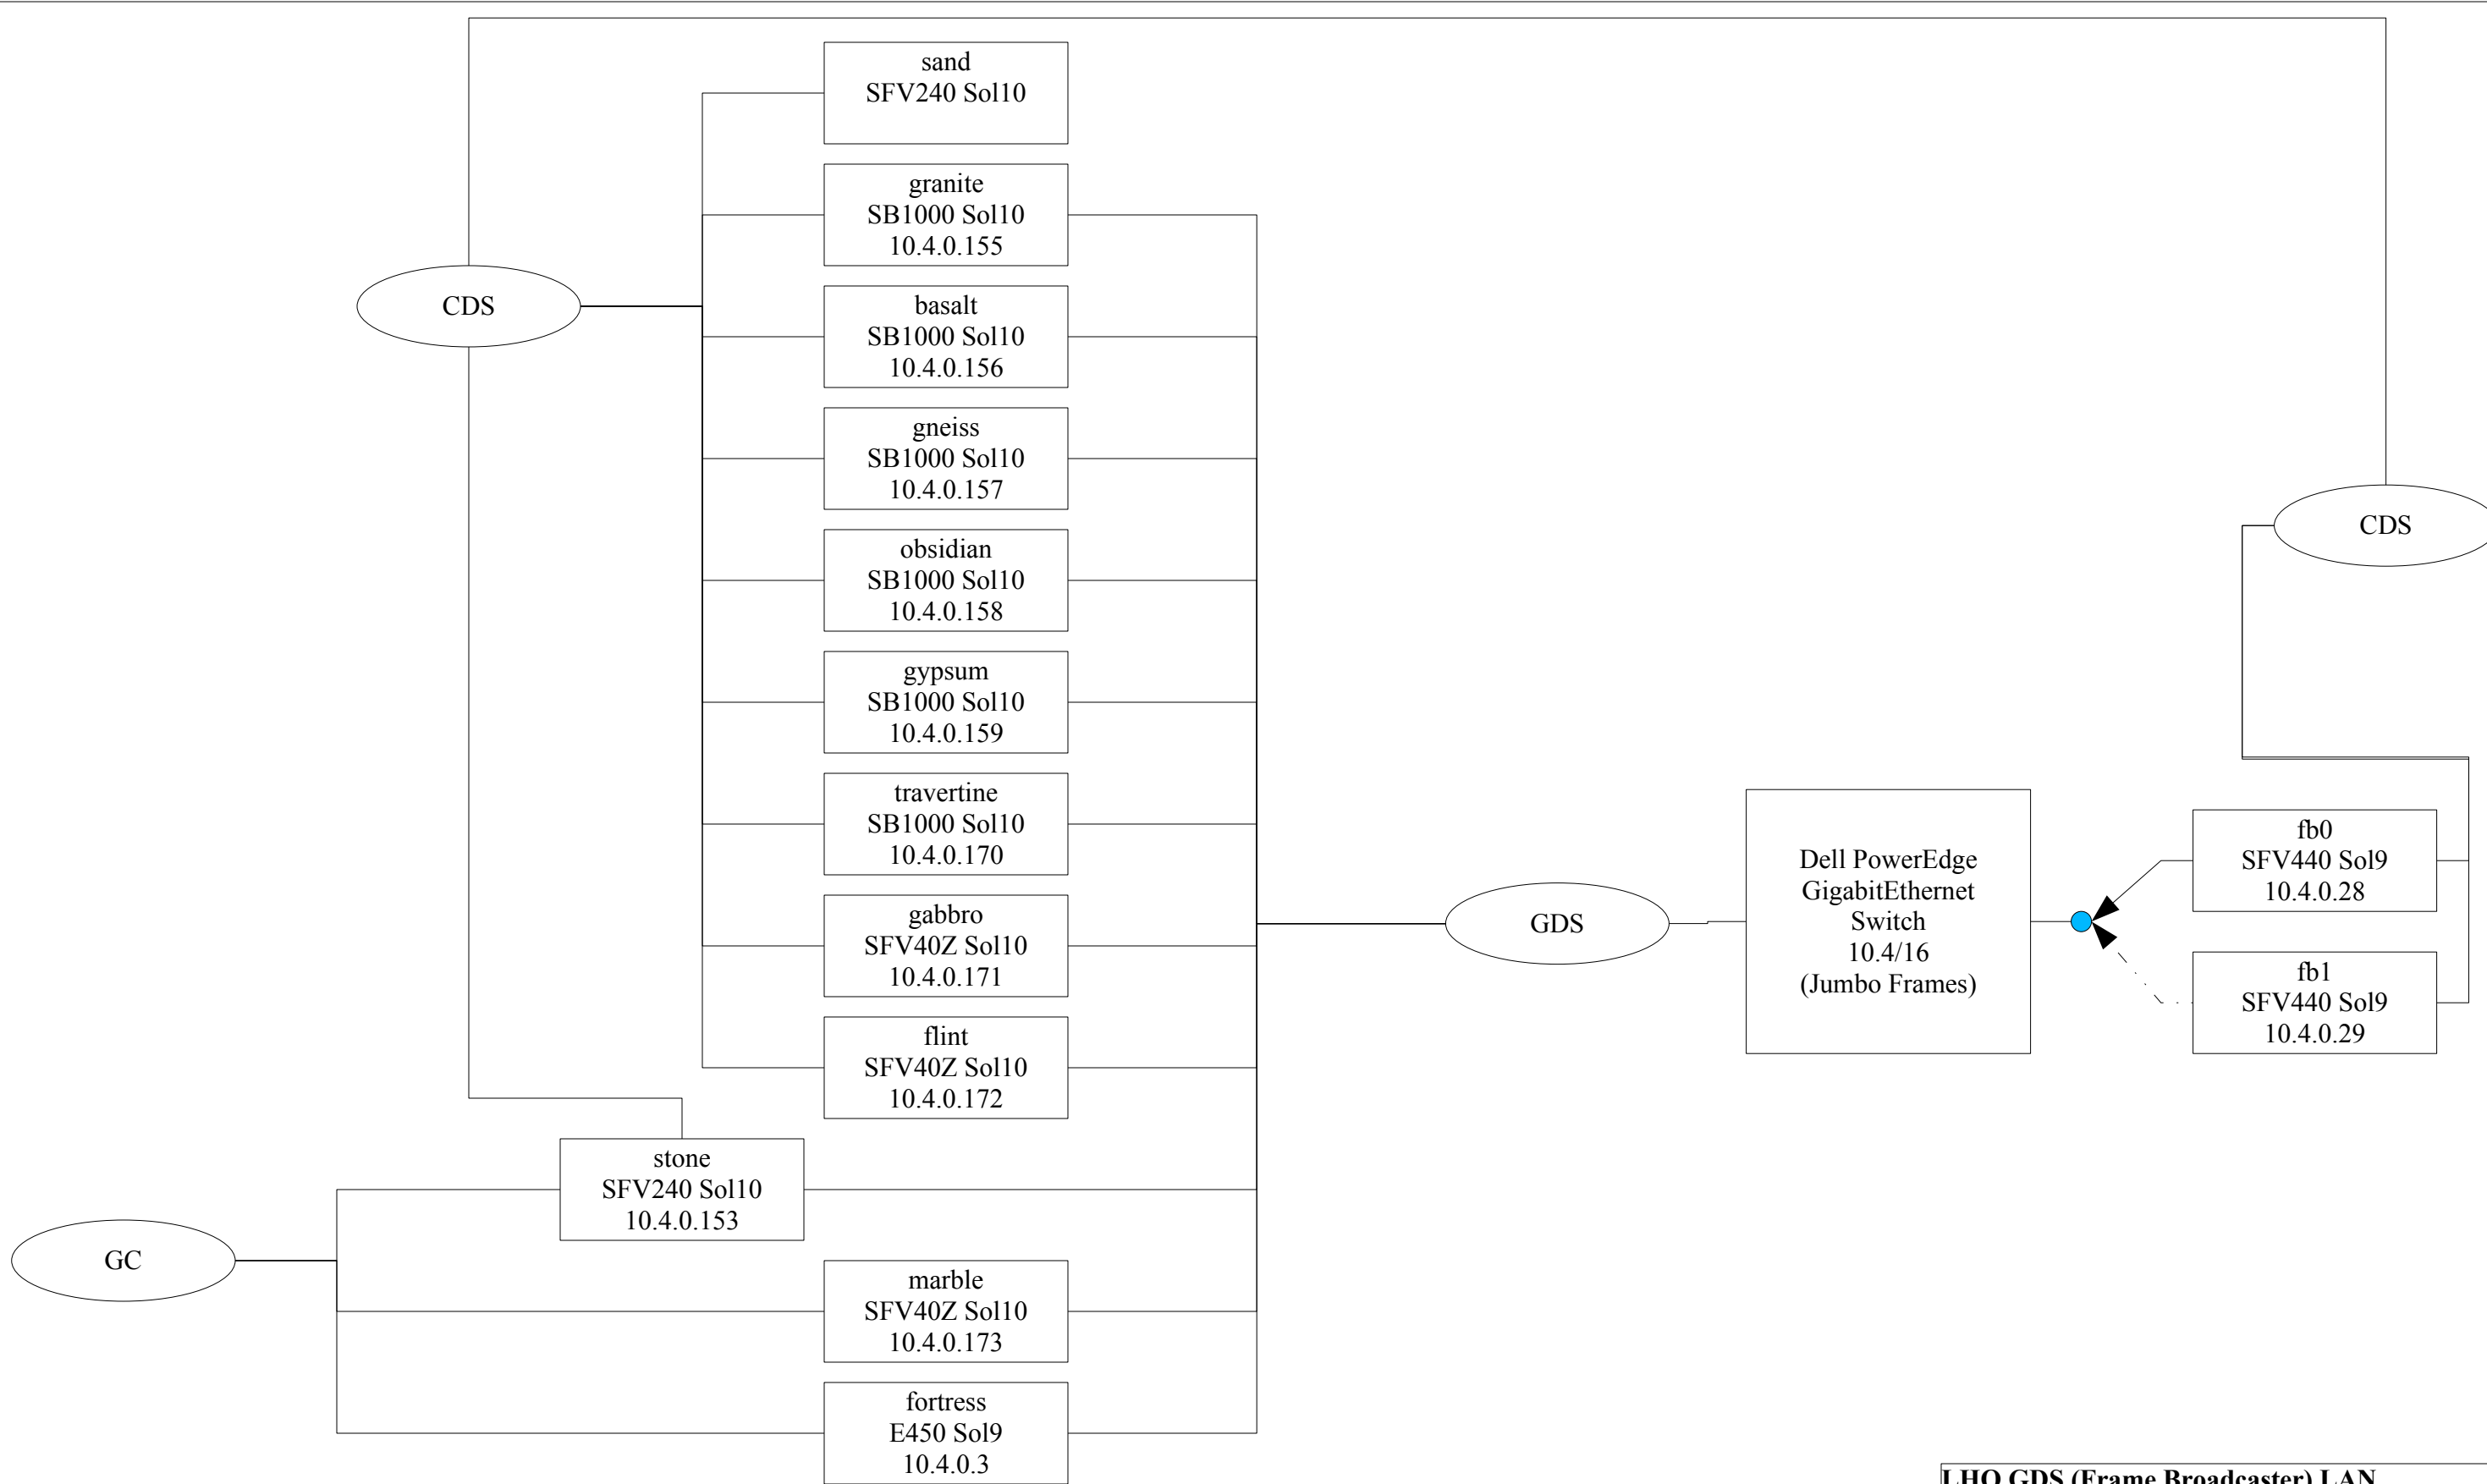 sand
SFV240 Sol10
granite
SB1000 Sol10
10.4.0.155
CDS
basalt
SB1000 Sol10
10.4.0.156
gneiss
SB1000 Sol10
10.4.0.157
CDS
obsidian
SB1000 Sol10
10.4.0.158
gypsum
SB1000 Sol10
10.4.0.159
travertine
SB1000 Sol10
10.4.0.170
gabbro
SFV40Z Sol10
10.4.0.171
GDS
Dell PowerEdge
GigabitEthernet
Switch
10.4/16
(Jumbo Frames)
fb0
SFV440 Sol9
10.4.0.28
fb1
SFV440 Sol9
10.4.0.29
flint
SFV40Z Sol10
10.4.0.172
stone
SFV240 Sol10
10.4.0.153
GC
marble
SFV40Z Sol10
10.4.0.173
fortress
E450 Sol9
10.4.0.3
LHO GDS (Frame Broadcaster) LAN